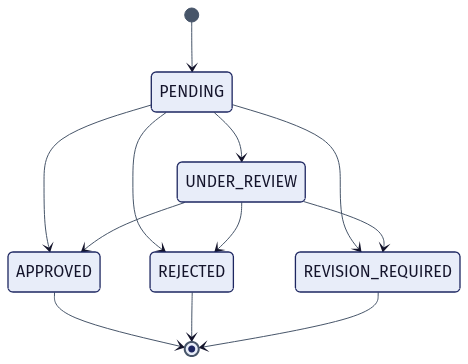 PENDING
UNDER_REVIEW
APPROVED
REJECTED
REVISION_REQUIRED